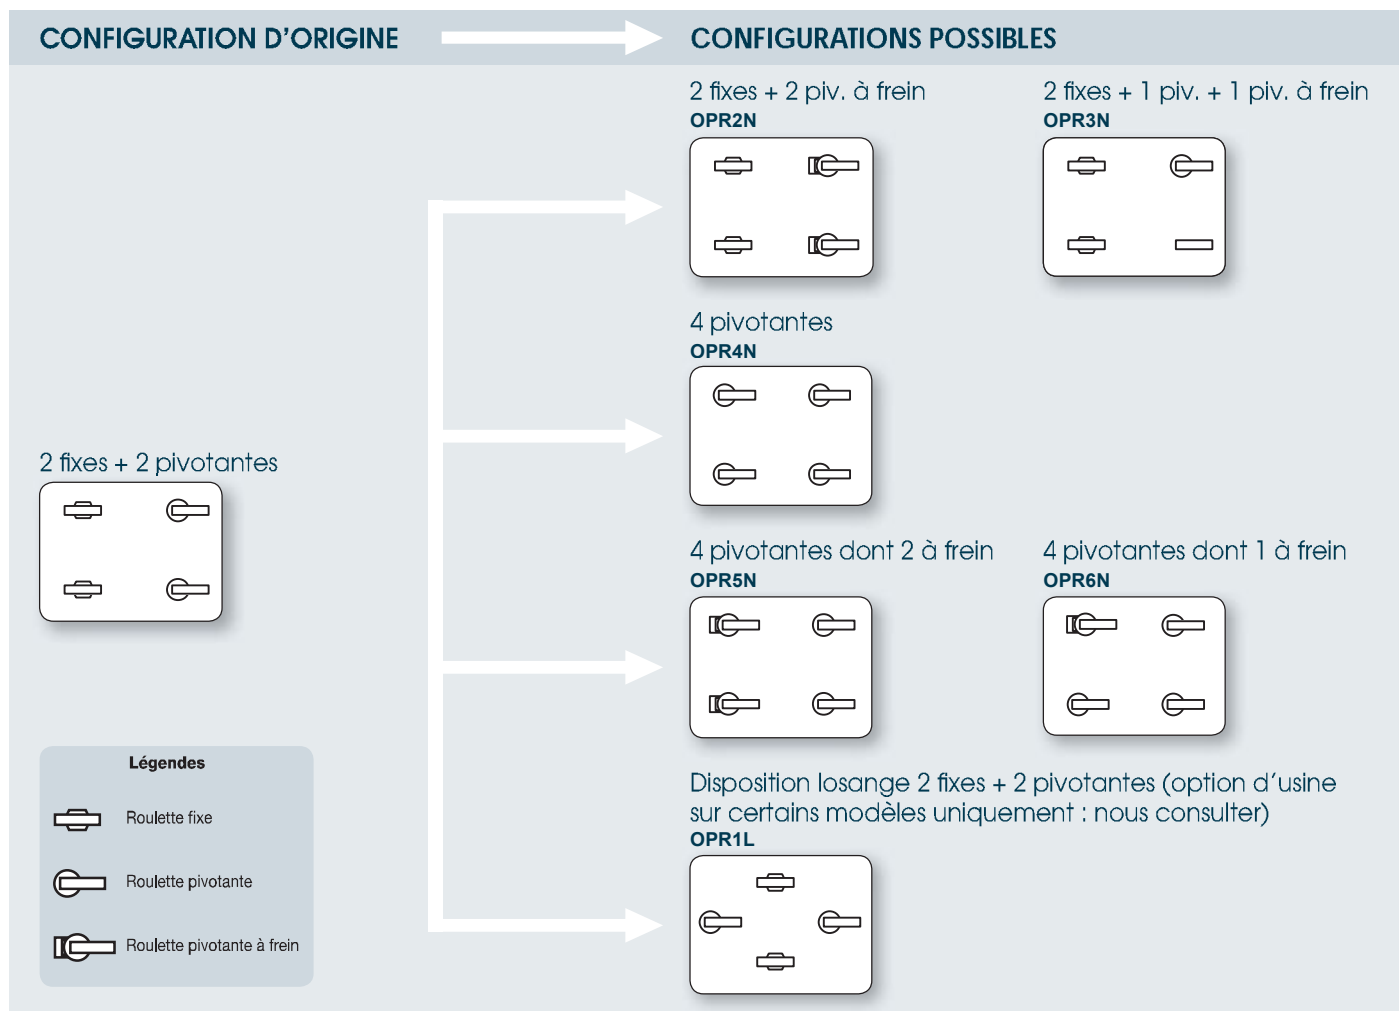 CONFIGURATION D'ORIGINE
CONFIGURATIONS POSSIBLES
2 fixes + 2 piv. à frein
OPR2N
2 fixes + 1 piv. + 1 piv. à frein
OPR3N
4 pivotantes
OPR4N
2 fixes + 2 pivotantes
4 pivotantes dont 2 à frein
OPR5N
4 pivotantes dont 1 à frein
OPR6N
Légendes
Roulette fixe
Roulette pivotante
Roulette pivotante à frein
Disposition losange 2 fixes + 2 pivotantes (option d'usine
sur certains modèles uniquement : nous consulter)
OPR1L